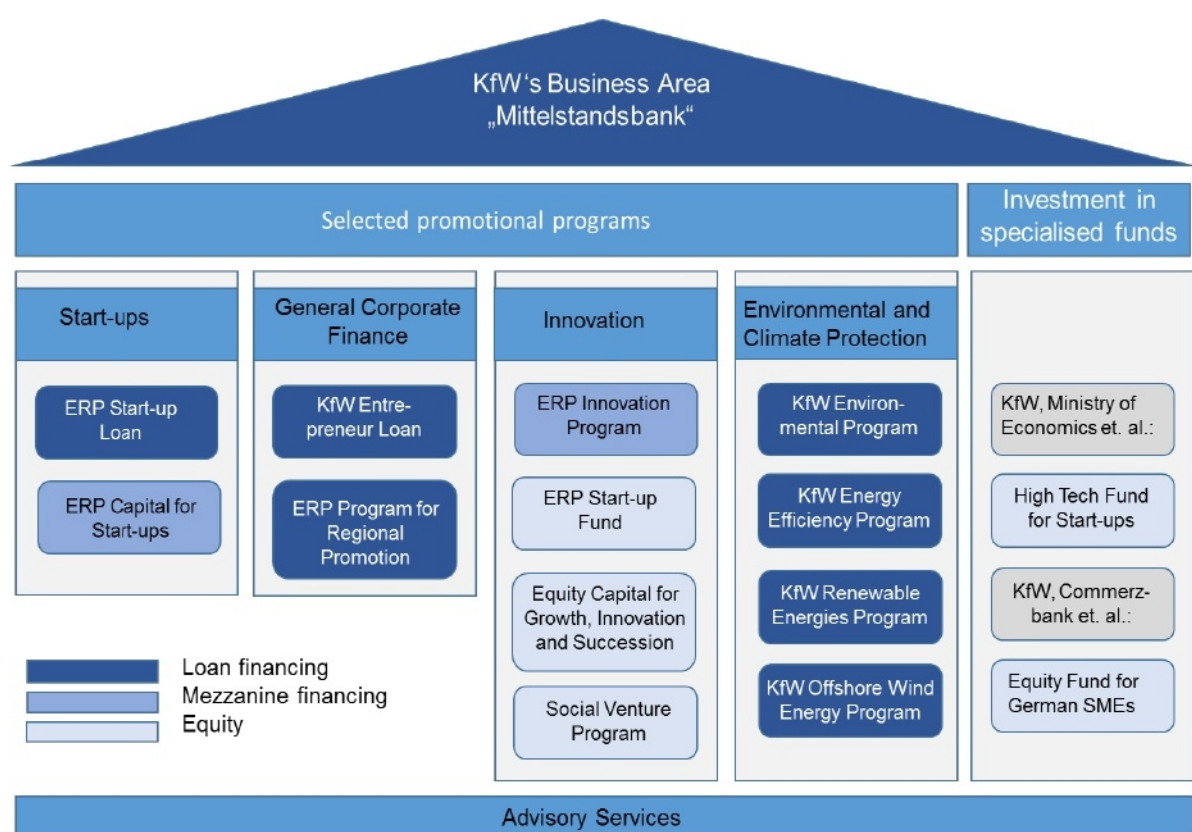 KfW‘s Business Area
„Mittelstandsbank“
Selected promotional programs
Investment in
specialised funds
Start-ups
General Corporate
Finance
Innovation
Environmental and
Climate Protection
ERP Start-up
Loan
ERP Capital for
Start-ups
KfW Entre-
preneur Loan
ERP Program for
Regional
Promotion
ERP Innovation
Program
ERP Start-up
Fund
Equity Capital for
Growth, Innovation
and Succession
Social Venture
Program
KfW Environ-
mental Program
KfW Energy
Efficiency Program
KfW Renewable
Energies Program
KfW Offshore Wind
Energy Program
KfW, Ministry of
Economics et. al.:
High Tech Fund
for Start-ups
KfW, Commerz-
bank et. al.:
Equity Fund for
German SMEs
Loan financing
Mezzanine financing
Equity
Advisory Services